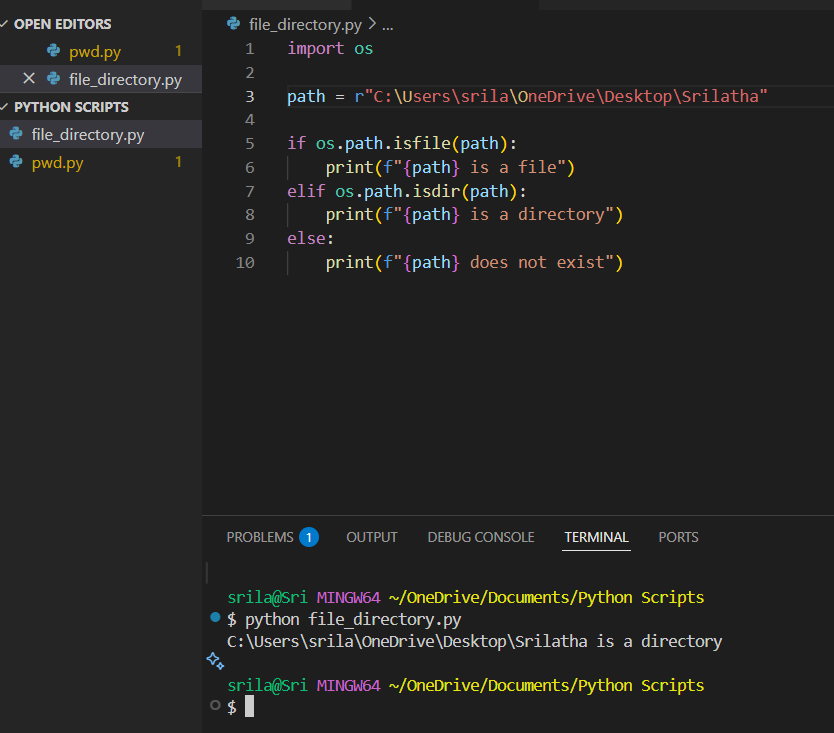 OPEN EDITORS
pwd.py 1
file_directory.py
PYTHON SCRIPTS
file_directory.py
pwd.py 1
file_directory.py > ...
1 import os
2
3 path = r"C:\Users\srila\OneDrive\Desktop\Srilatha"
4
5 if os.path.isfile(path):
6     print(f"{path} is a file")
7 elif os.path.isdir(path):
8     print(f"{path} is a directory")
9 else:
10     print(f"{path} does not exist")
PROBLEMS 1 OUTPUT DEBUG CONSOLE TERMINAL PORTS
srila@Sri MINGW64 ~/OneDrive/Documents/Python Scripts
$ python file_directory.py
C:\Users\srila\OneDrive\Desktop\Srilatha is a directory
srila@Sri MINGW64 ~/OneDrive/Documents/Python Scripts
$